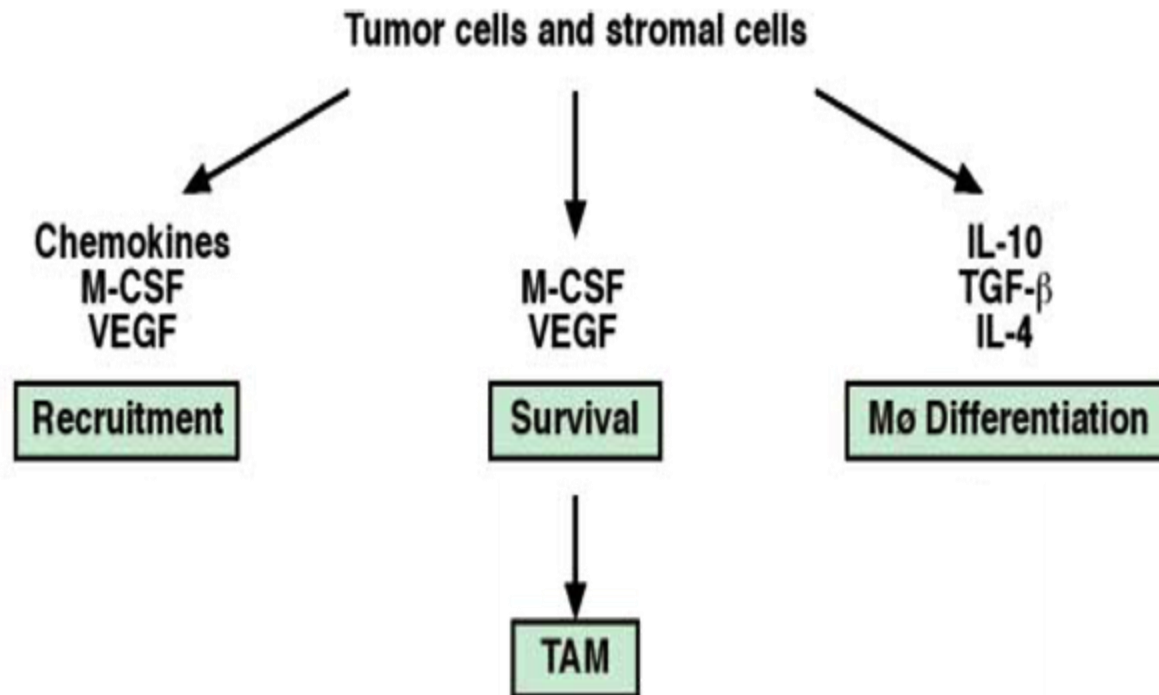 Tumor cells and stromal cells
Chemokines
M-CSF
VEGF
Recruitment
M-CSF
VEGF
Survival
IL-10
TGF-β
IL-4
Mø Differentiation
TAM